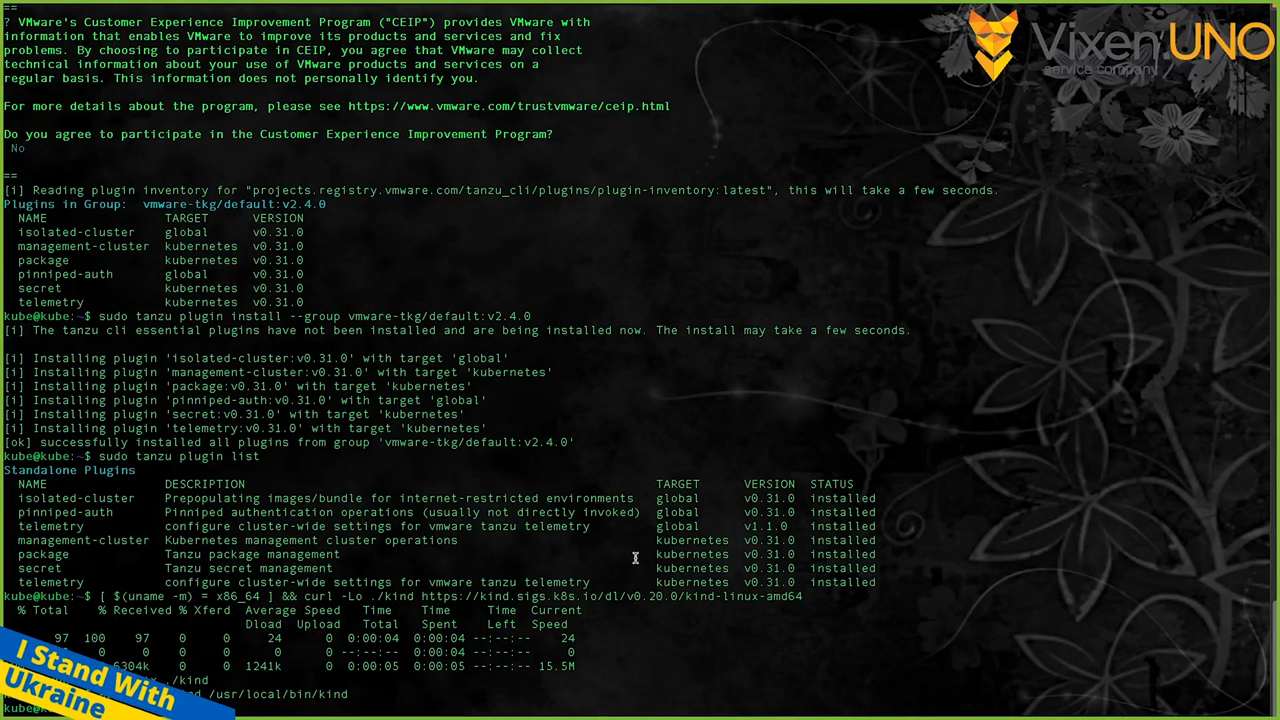 ==
? VMware's Customer Experience Improvement Program ("CEIP") provides VMware with
information that enables VMware to improve its products and services and fix
problems. By choosing to participate in CEIP, you agree that VMware may collect
technical information about your use of VMware products and services on a
regular basis. This information does not personally identify you.
For more details about the program, please see https://www.vmware.com/trustvmware/ceip.html
Do you agree to participate in the Customer Experience Improvement Program?
No
==
[i] Reading plugin inventory for "projects.registry.vmware.com/tanzu_cli/plugins/plugin-inventory:latest", this will take a few seconds.
Plugins in Group:  vmware-tkg/default:v2.4.0
NAME TARGET VERSION
isolated-cluster global v0.31.0
management-cluster kubernetes v0.31.0
package kubernetes v0.31.0
pinniped-auth global v0.31.0
secret kubernetes v0.31.0
telemetry kubernetes v0.31.0
kube@kube:~$ sudo tanzu plugin install --group vmware-tkg/default:v2.4.0
[i] The tanzu cli essential plugins have not been installed and are being installed now. The install may take a few seconds.
[i] Installing plugin 'isolated-cluster:v0.31.0' with target 'global'
[i] Installing plugin 'management-cluster:v0.31.0' with target 'kubernetes'
[i] Installing plugin 'package:v0.31.0' with target 'kubernetes'
[i] Installing plugin 'pinniped-auth:v0.31.0' with target 'global'
[i] Installing plugin 'secret:v0.31.0' with target 'kubernetes'
[i] Installing plugin 'telemetry:v0.31.0' with target 'kubernetes'
[ok] successfully installed all plugins from group 'vmware-tkg/default:v2.4.0'
kube@kube:~$ sudo tanzu plugin list
Standalone Plugins
NAME DESCRIPTION TARGET VERSION STATUS
isolated-cluster Prepopulating images/bundle for internet-restricted environments global v0.31.0 installed
pinniped-auth Pinniped authentication operations (usually not directly invoked) global v0.31.0 installed
telemetry configure cluster-wide settings for vmware tanzu telemetry global v1.1.0 installed
management-cluster Kubernetes management cluster operations kubernetes v0.31.0 installed
package Tanzu package management kubernetes v0.31.0 installed
secret Tanzu secret management kubernetes v0.31.0 installed
telemetry configure cluster-wide settings for vmware tanzu telemetry kubernetes v0.31.0 installed
kube@kube:~$ [ $(uname -m) = x86_64 ] && curl -Lo ./kind https://kind.sigs.k8s.io/dl/v0.20.0/kind-linux-amd64
% Total % Received % Xferd Average Speed Time Time Time Current
Dload Upload Total Spent Left Speed
97 100 97 0 0 24 0 0:00:04 0:00:04 --:--:-- 24
0 0 0 0 0 --:--:-- --:--:-- --:--:-- 0
6304k 0 0 1241k 0 0:00:05 0:00:05 --:--:-- 15.5M
./kind
/usr/local/bin/kind
kube@
Vixen.UNO
service company
I Stand With
Ukraine